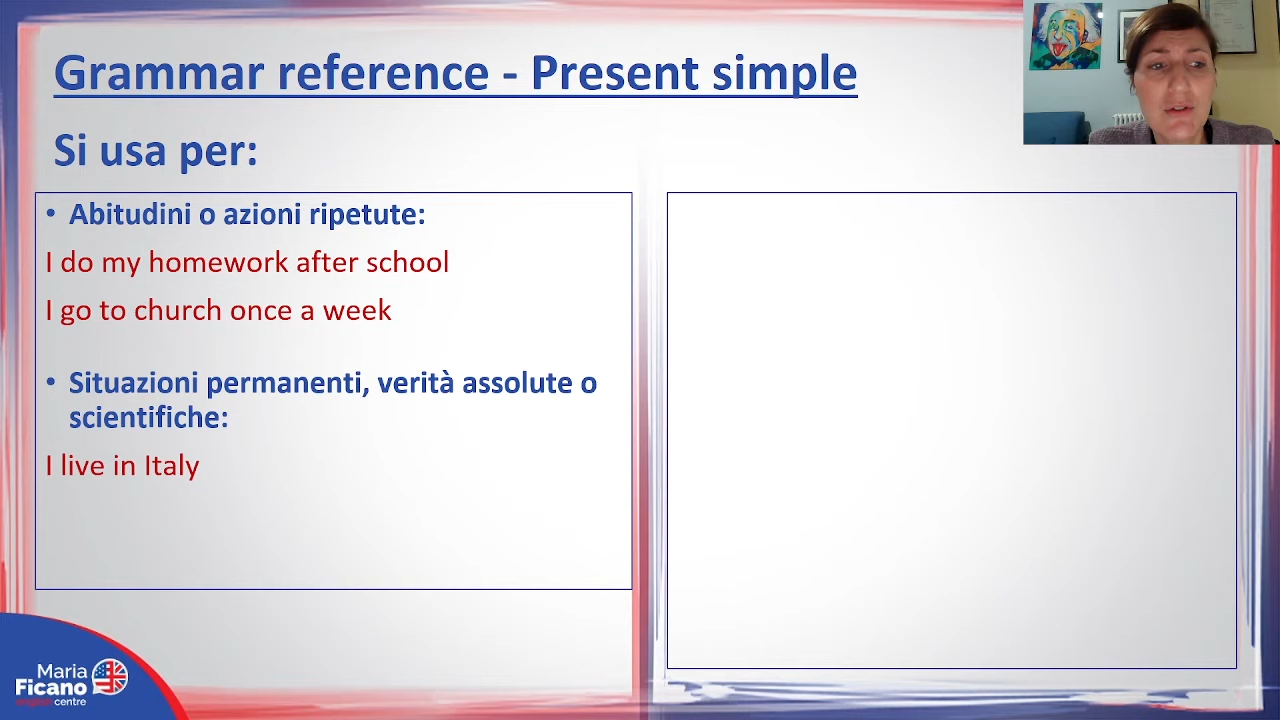 Grammar reference - Present simple
Si usa per:
• Abitudini o azioni ripetute:
I do my homework after school
I go to church once a week
• Situazioni permanenti, verità assolute o
scientifiche:
I live in Italy
Maria
Ficano
english centre